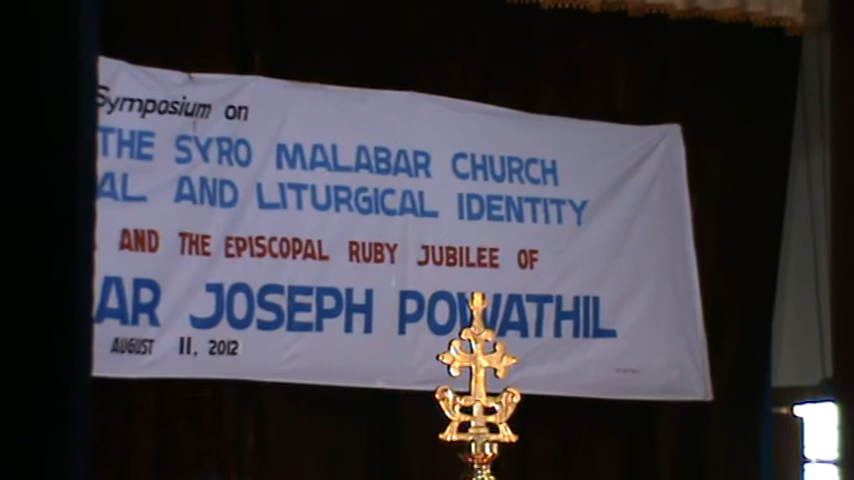 Symposium on
THE SYRO MALABAR CHURCH
AL AND LITURGICAL IDENTITY
AND THE EPISCOPAL RUBY JUBILEE OF
AR JOSEPH POWATHIL
AUGUST 11, 2012